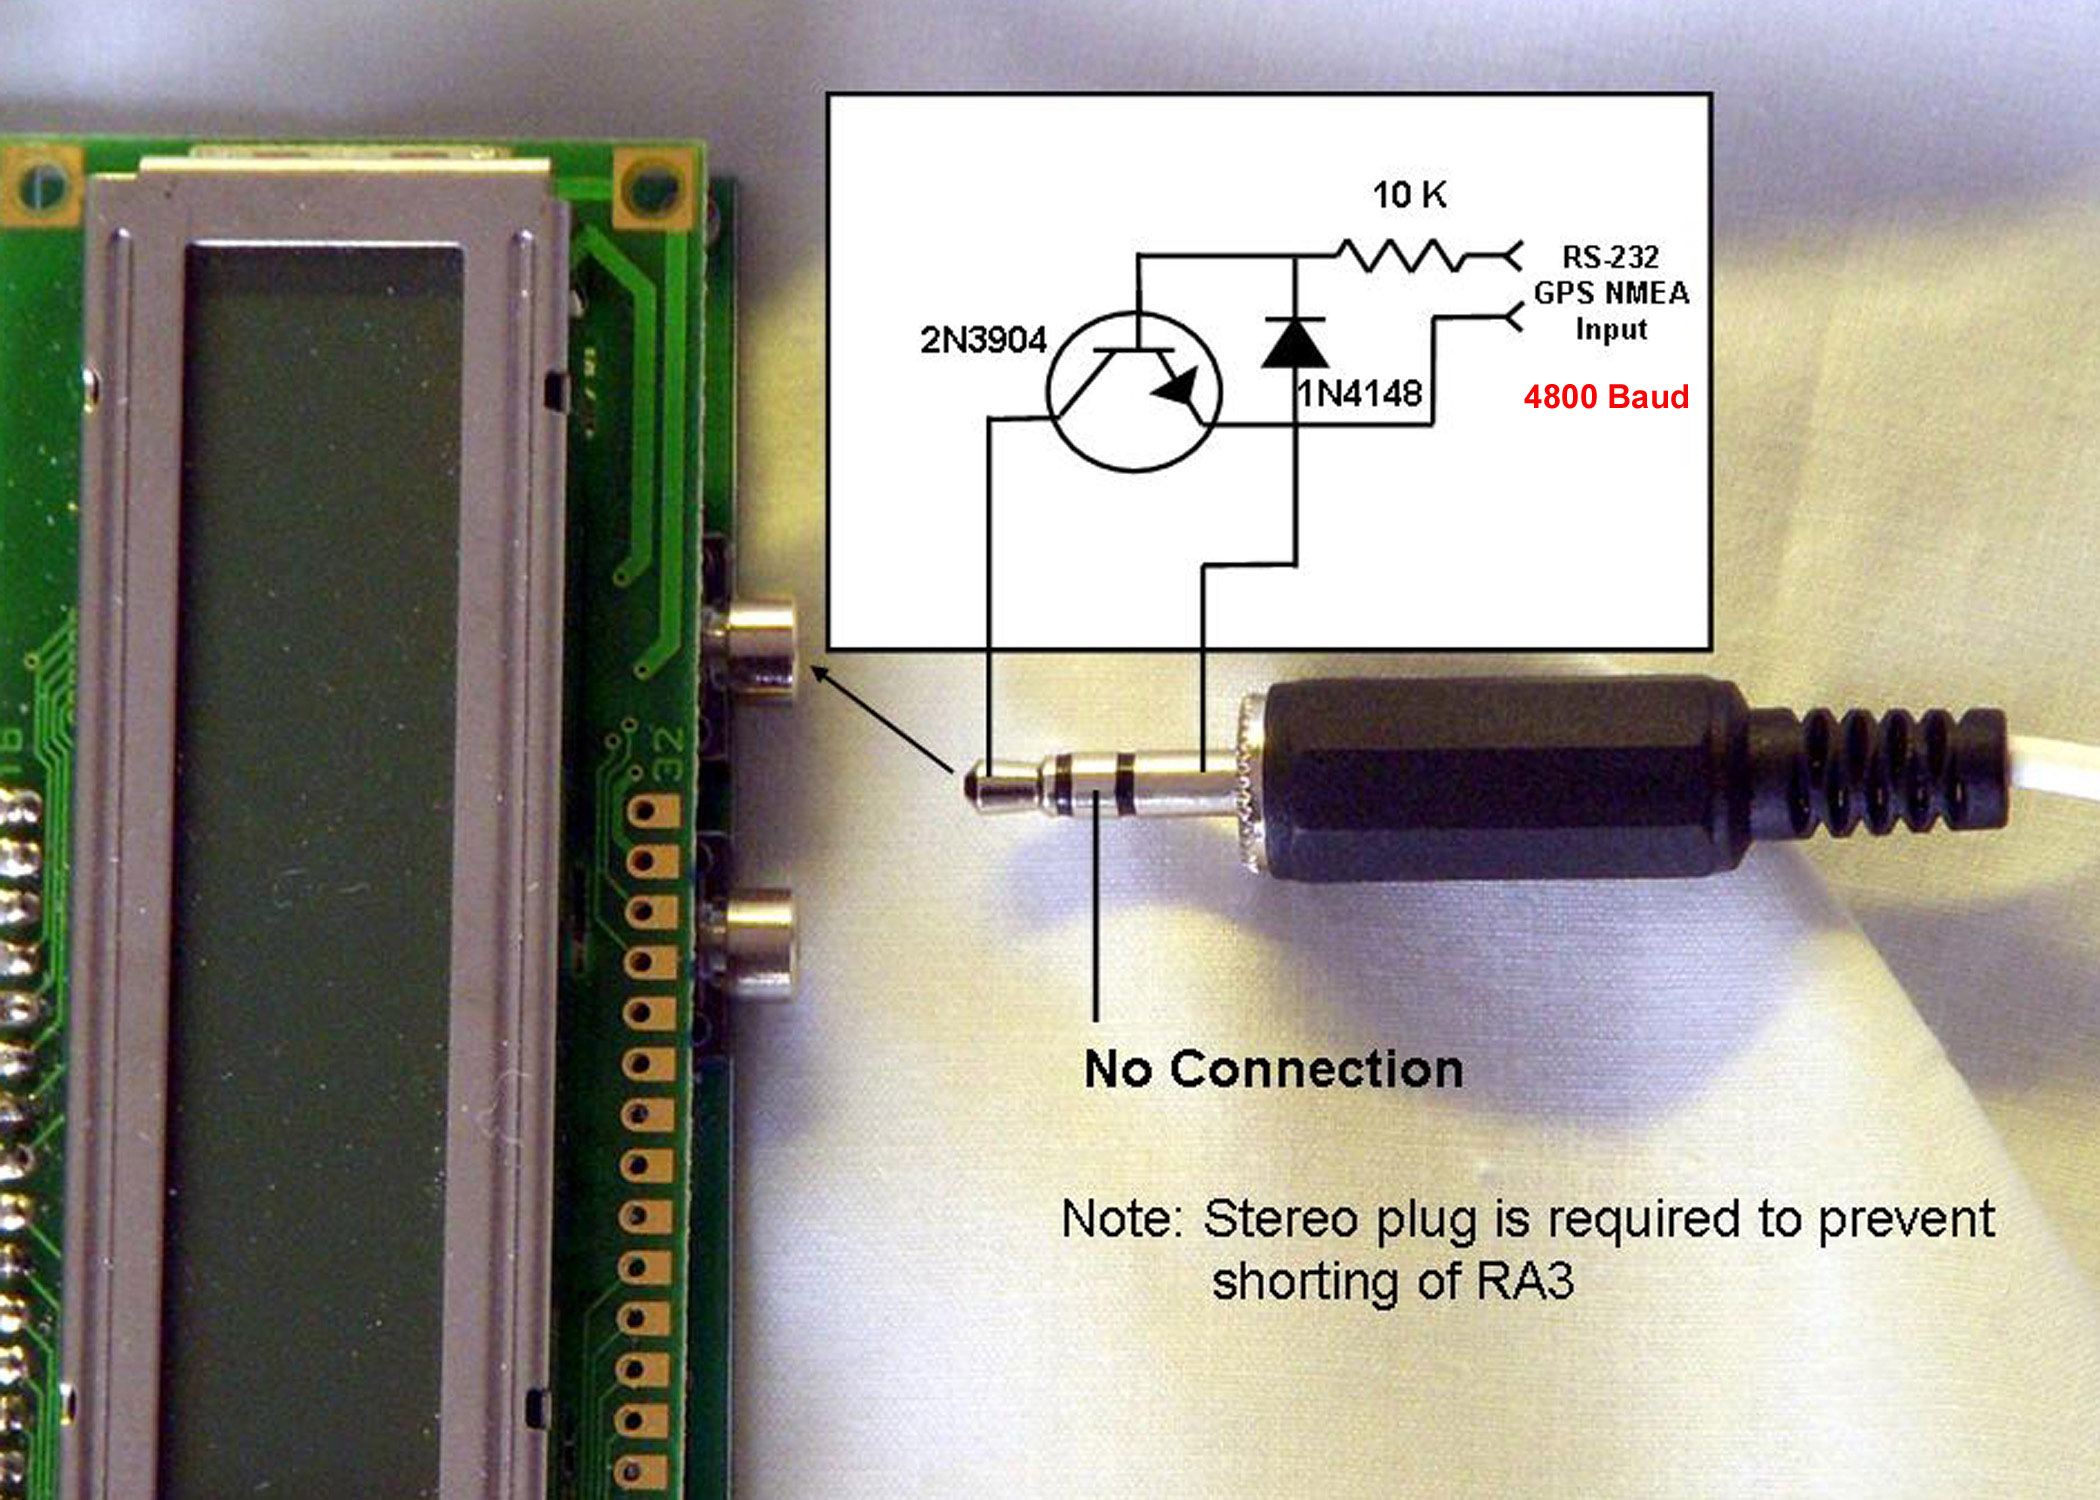 10 K
RS-232
GPS NMEA
Input
2N3904
1N4148
4800 Baud
32
No Connection
Note: Stereo plug is required to prevent
shorting of RA3